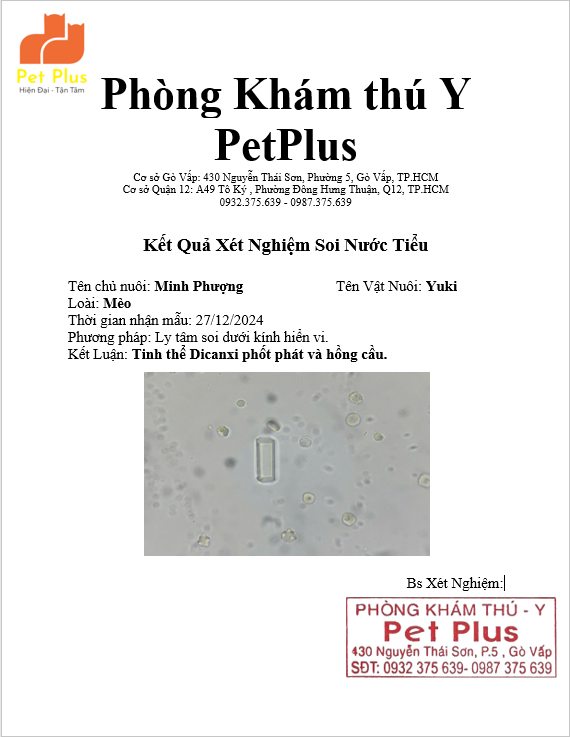 Pet Plus
Hiện Đại - Tận Tâm
Phòng Khám thú Y
PetPlus
Cơ sở Gò Vấp: 430 Nguyễn Thái Sơn, Phường 5, Gò Vấp, TP.HCM
Cơ sở Quận 12: A49 Tô Ký , Phường Đông Hưng Thuận, Q12, TP.HCM
0932.375.639 - 0987.375.639
Kết Quả Xét Nghiệm Soi Nước Tiểu
Tên chủ nuôi: Minh Phượng Tên Vật Nuôi: Yuki
Loài: Mèo
Thời gian nhận mẫu: 27/12/2024
Phương pháp: Ly tâm soi dưới kính hiển vi.
Kết Luận: Tinh thể Dicanxi phốt phát và hồng cầu.
Bs Xét Nghiệm:
PHÒNG KHÁM THÚ - Y
Pet Plus
430 Nguyễn Thái Sơn, P.5 , Gò Vấp
SĐT: 0932 375 639- 0987 375 639